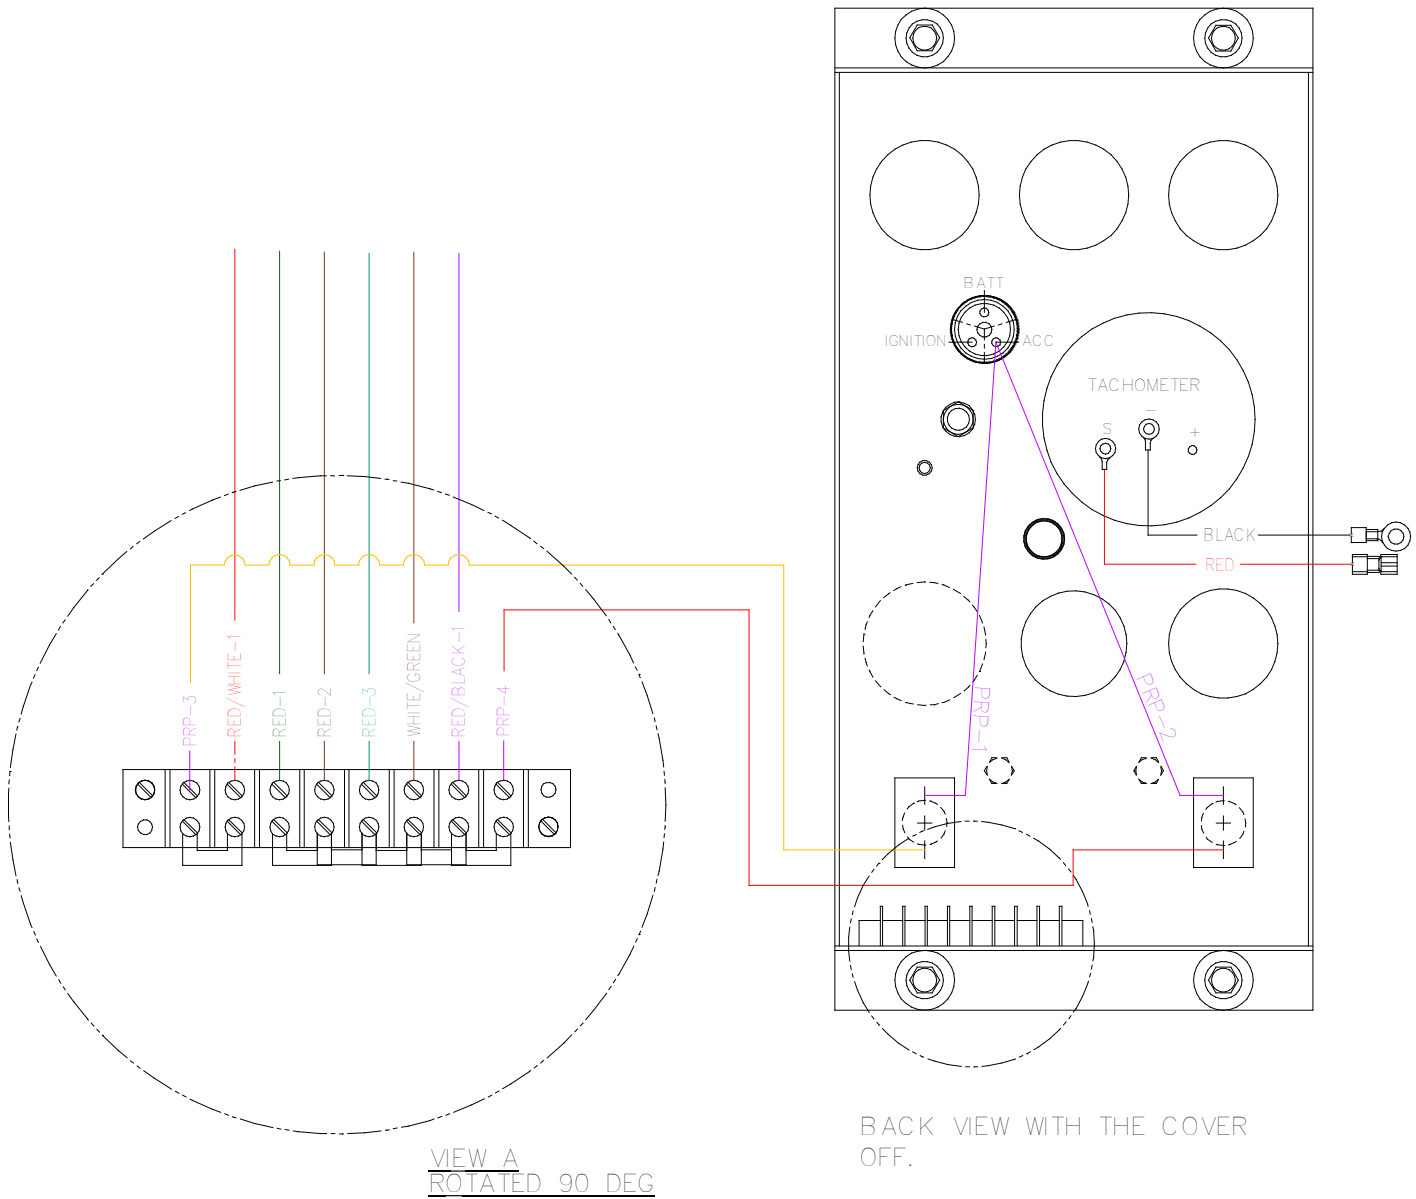 BATT
IGNITION
ACC
TACHOMETER
S
-
+
BLACK
RED
PRP-3
RED/WHITE-1
RED-1
RED-2
RED-3
WHITE/GREEN
RED/BLACK-1
PRP-4
PRP-1
PRP-2
BACK VIEW WITH THE COVER
OFF.
VIEW A
ROTATED 90 DEG